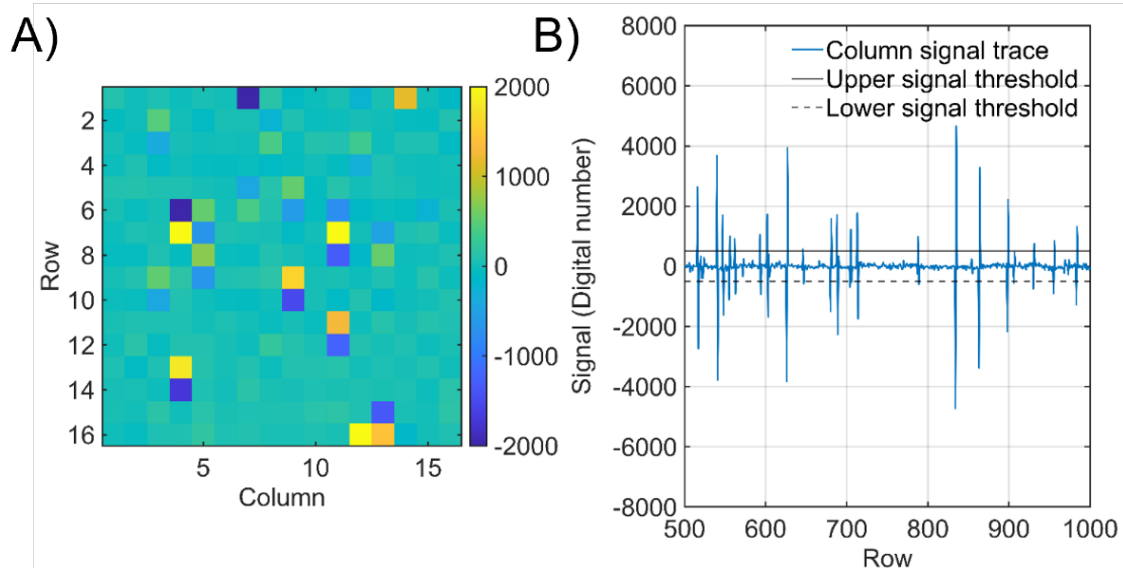 A)
2
4
6
8
10
12
14
16
Row
5
10
15
Column
2000
1000
0
-1000
-2000
B)
8000
6000
4000
2000
0
-2000
-4000
-6000
-8000
Signal (Digital number)
Column signal trace
Upper signal threshold
Lower signal threshold
500 600 700 800 900 1000
Row